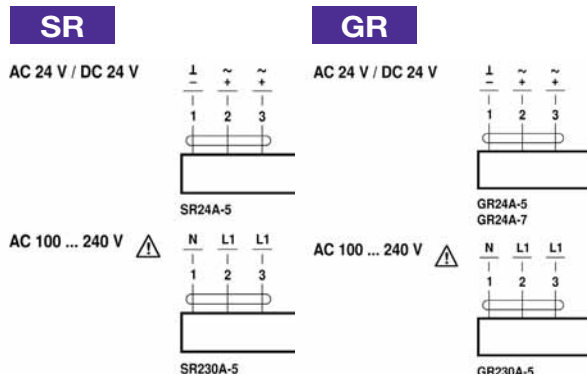 SR
AC 24 V / DC 24 V
⊥ ~ ~
– + +
1 2 3
SR24A-5
AC 100 ... 240 V
N L1 L1
1 2 3
SR230A-5
GR
AC 24 V / DC 24 V
⊥ ~ ~
– + +
1 2 3
GR24A-5
GR24A-7
AC 100 ... 240 V
N L1 L1
1 2 3
GR230A-5